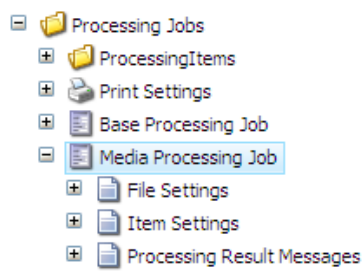 Processing Jobs
ProcessingItems
Print Settings
Base Processing Job
Media Processing Job
File Settings
Item Settings
Processing Result Messages